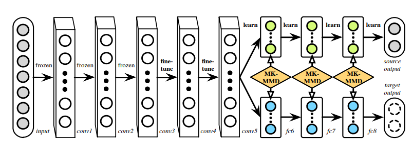 learn learn learn learn
frozen frozen frozen fine-tune fine-tune
source output
MK-MMD MK-MMD MK-MMD
target output
input conv1 conv2 conv3 conv4 conv5 fc6 fc7 fc8